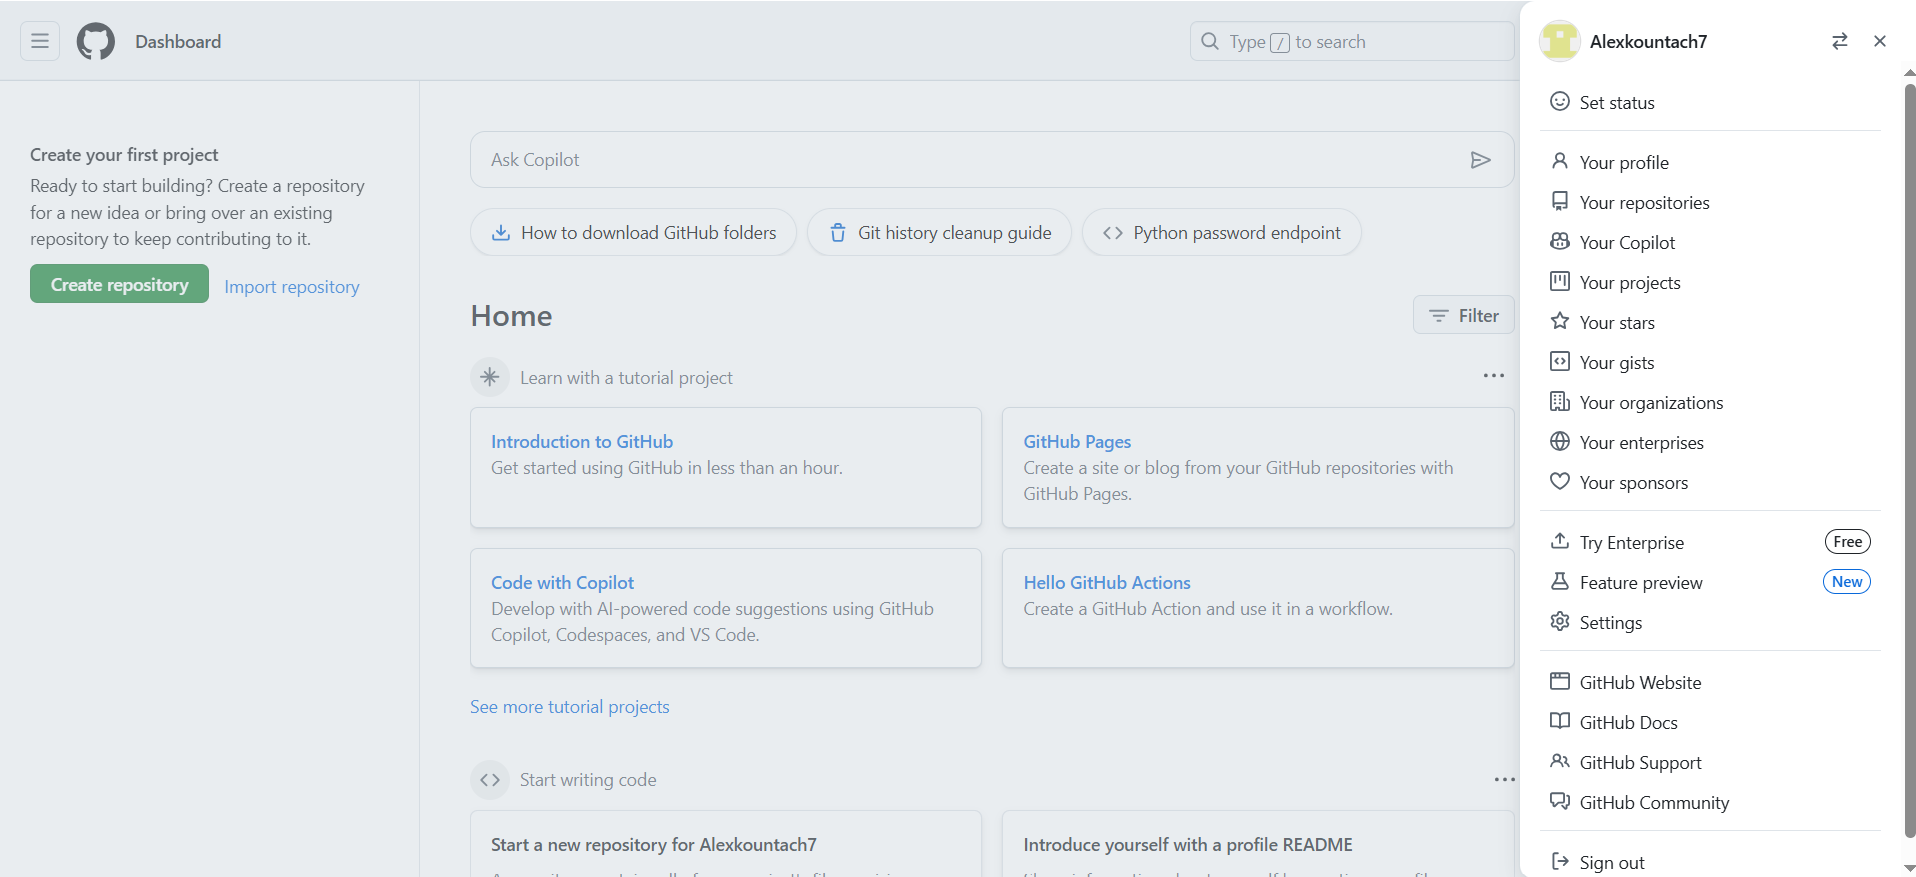 Dashboard
Type / to search
Create your first project
Ready to start building? Create a repository
for a new idea or bring over an existing
repository to keep contributing to it.
Create repository
Import repository
Ask Copilot
How to download GitHub folders
Git history cleanup guide
Python password endpoint
Home
Filter
Learn with a tutorial project
Introduction to GitHub
Get started using GitHub in less than an hour.
GitHub Pages
Create a site or blog from your GitHub repositories with
GitHub Pages.
Code with Copilot
Develop with AI-powered code suggestions using GitHub
Copilot, Codespaces, and VS Code.
Hello GitHub Actions
Create a GitHub Action and use it in a workflow.
See more tutorial projects
Start writing code
Start a new repository for Alexkountach7
Introduce yourself with a profile README
Alexkountach7
Set status
Your profile
Your repositories
Your Copilot
Your projects
Your stars
Your gists
Your organizations
Your enterprises
Your sponsors
Try Enterprise
Free
Feature preview
New
Settings
GitHub Website
GitHub Docs
GitHub Support
GitHub Community
Sign out